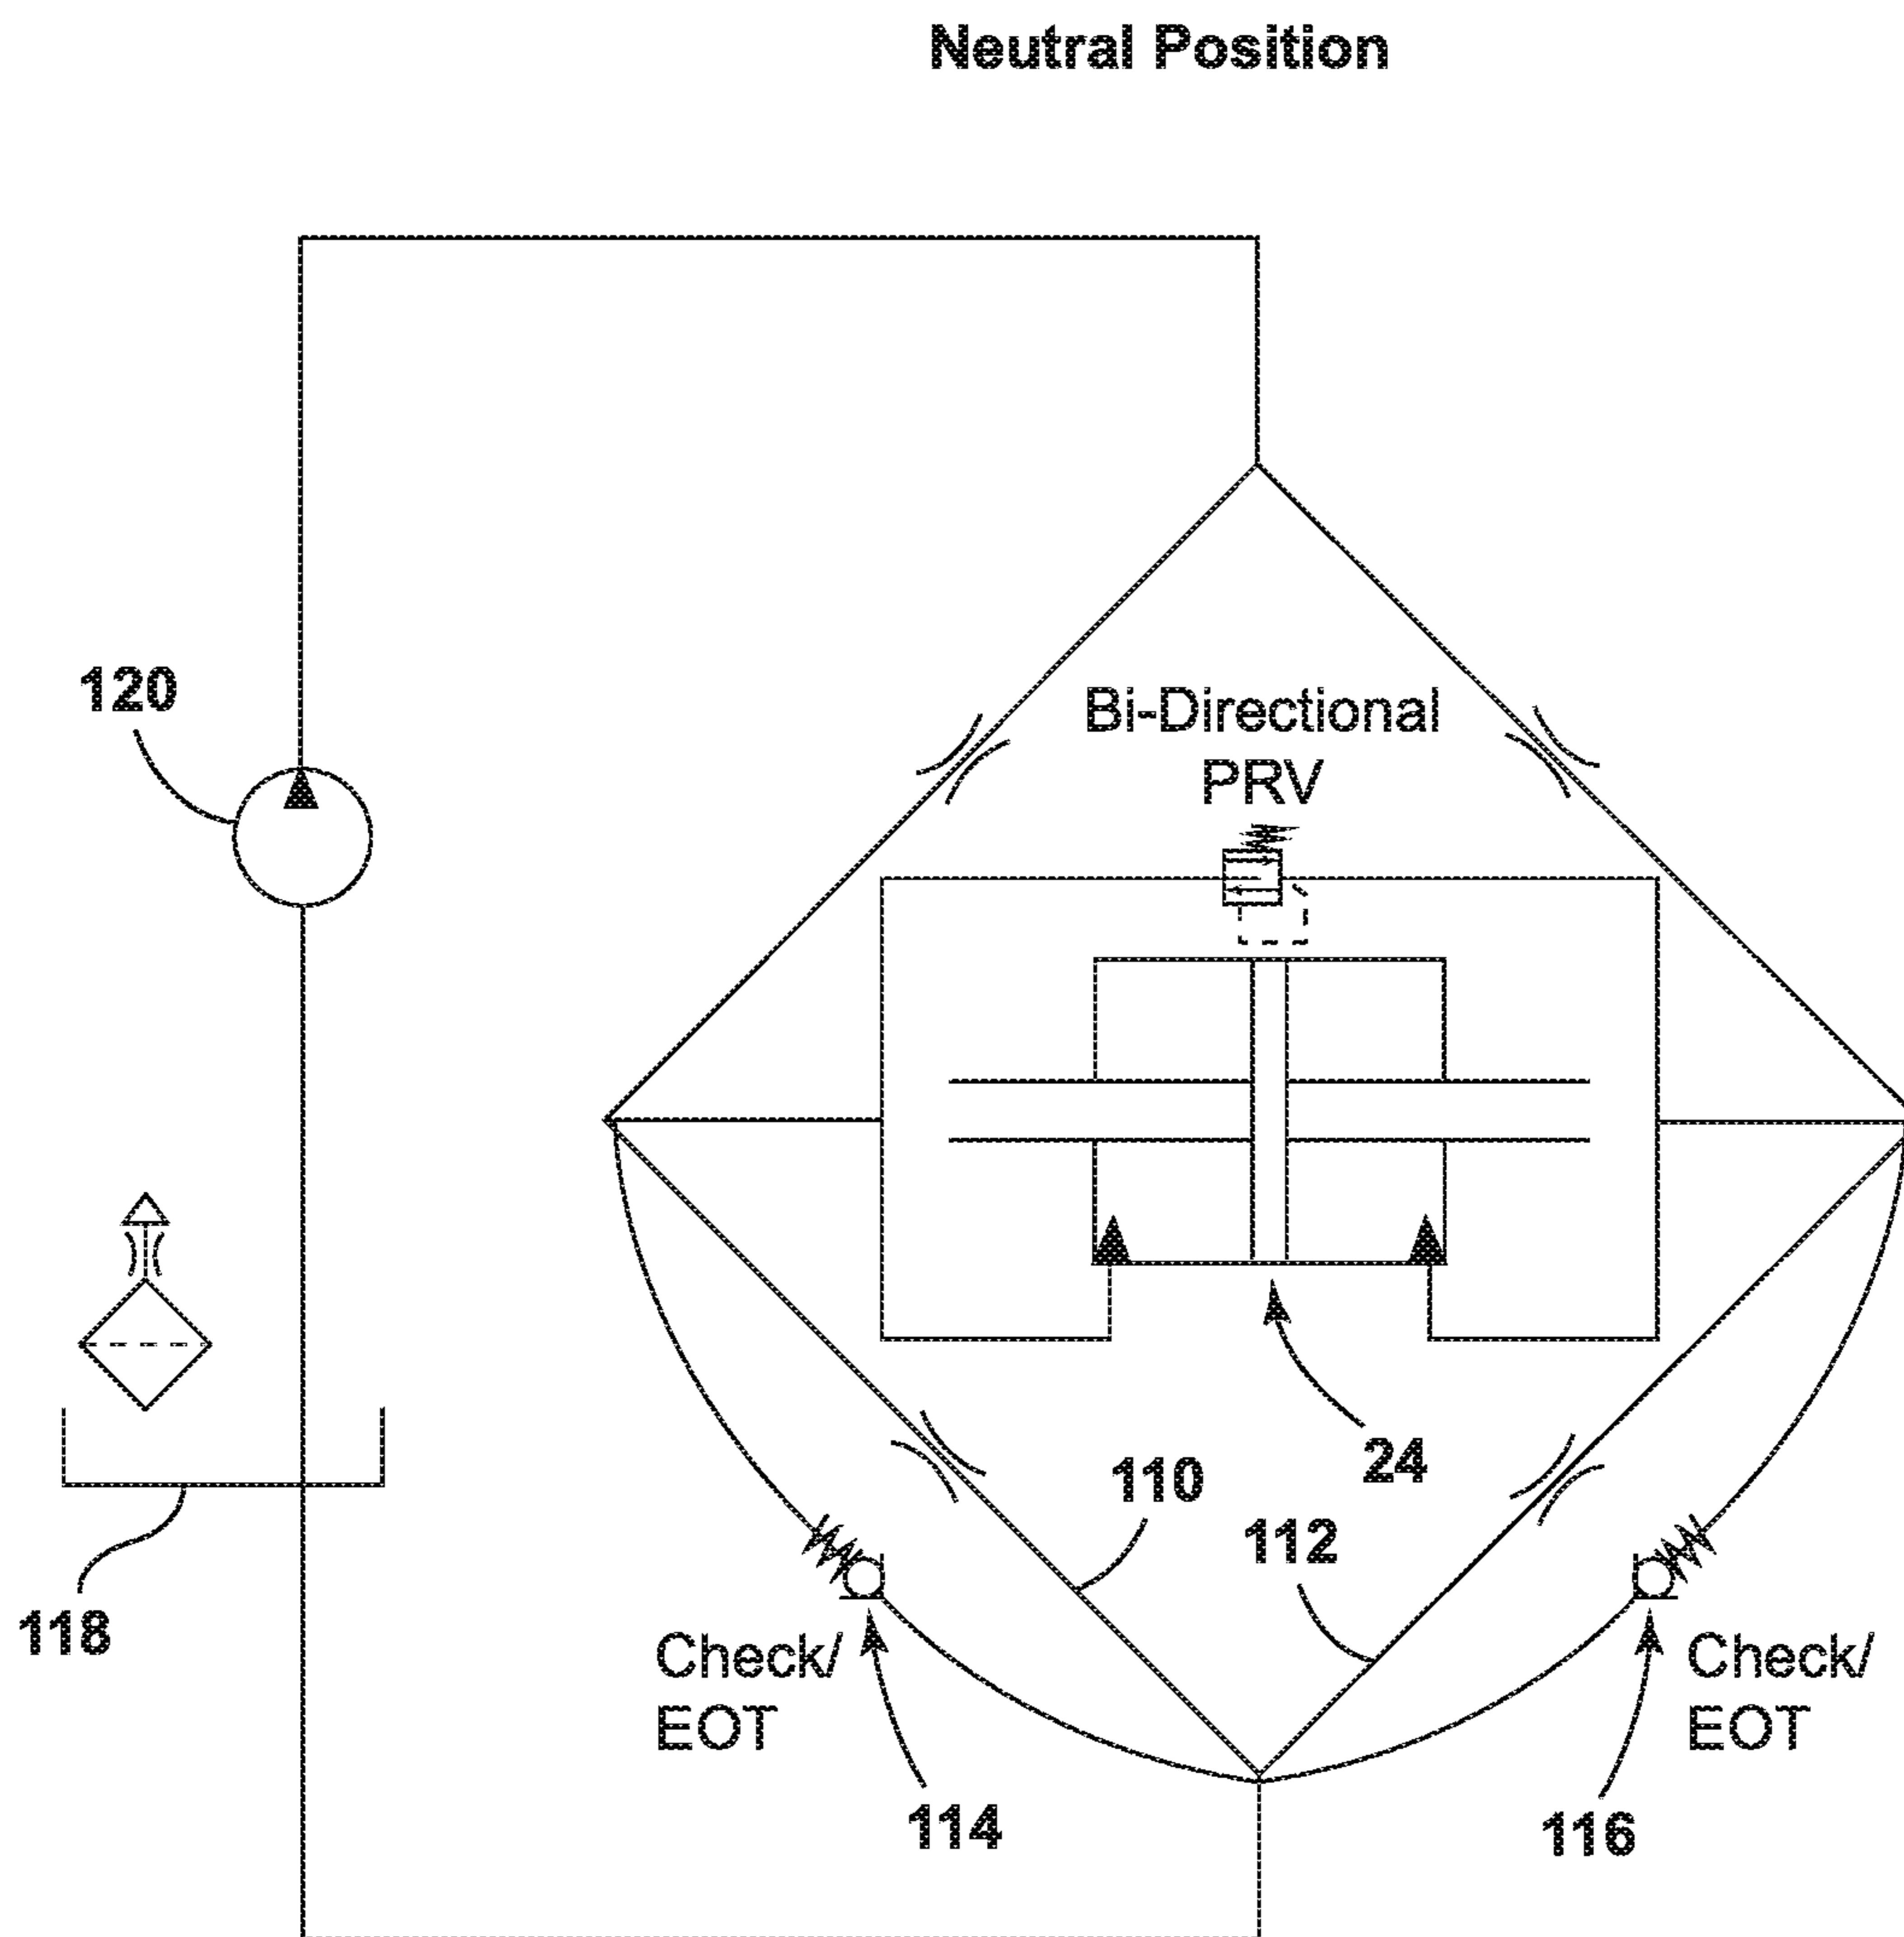 Neutral Position
120
Bi-Directional
PRV
24
110
112
118
Check/
EOT
Check/
EOT
114
116